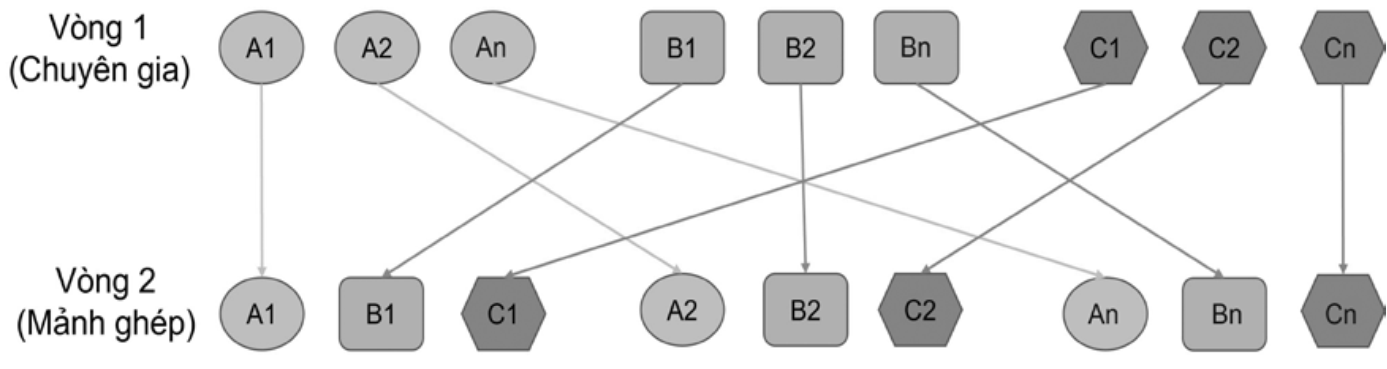 Vòng 1
(Chuyên gia)
A1 A2 An B1 B2 Bn C1 C2 Cn
Vòng 2
(Mảnh ghép)
A1 B1 C1 A2 B2 C2 An Bn Cn